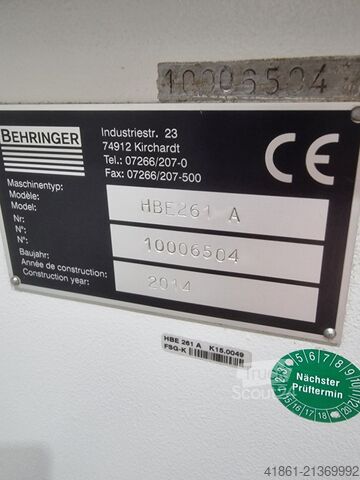 10006504
BEHRINGER
Industriestr. 23
74912 Kirchardt
Tel.: 07266/207-0
Fax: 07266/207-500
CE
Maschinentyp:
Modèle:
Model:
HBE261 A
Nr:
N°:
N°:
10006504
Baujahr:
Année de construction:
Construction year:
2014
HBE 261 A K15.0049
FSG-K
Nächster
Prüftermin
41861-21369992